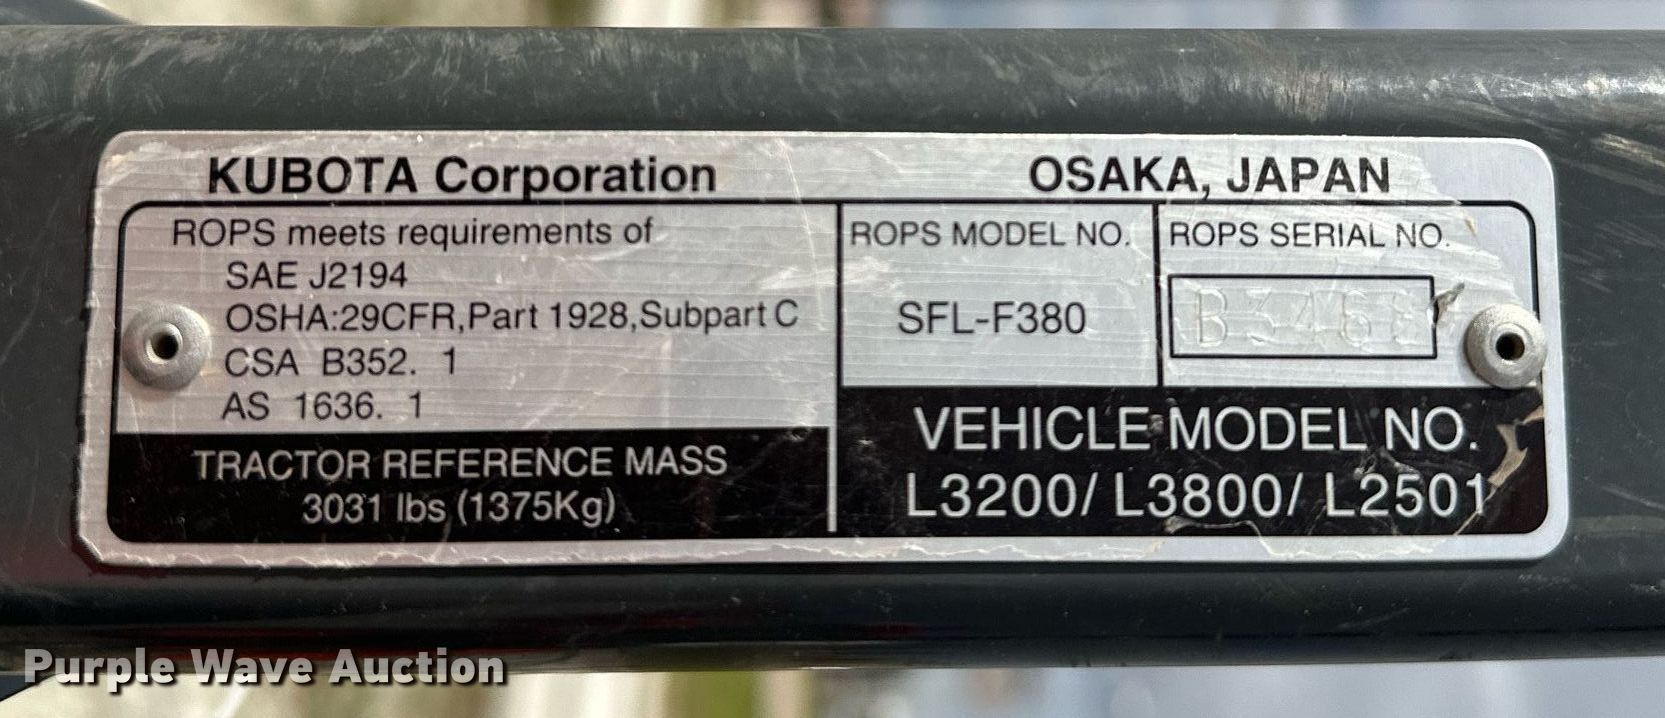 KUBOTA Corporation OSAKA, JAPAN
ROPS meets requirements of
SAE J2194
OSHA:29CFR,Part 1928,Subpart C
CSA B352. 1
AS 1636. 1
TRACTOR REFERENCE MASS
3031 lbs (1375Kg)
ROPS MODEL NO.
SFL-F380
ROPS SERIAL NO.
VEHICLE MODEL NO.
L3200/ L3800/ L2501
Purple Wave Auction